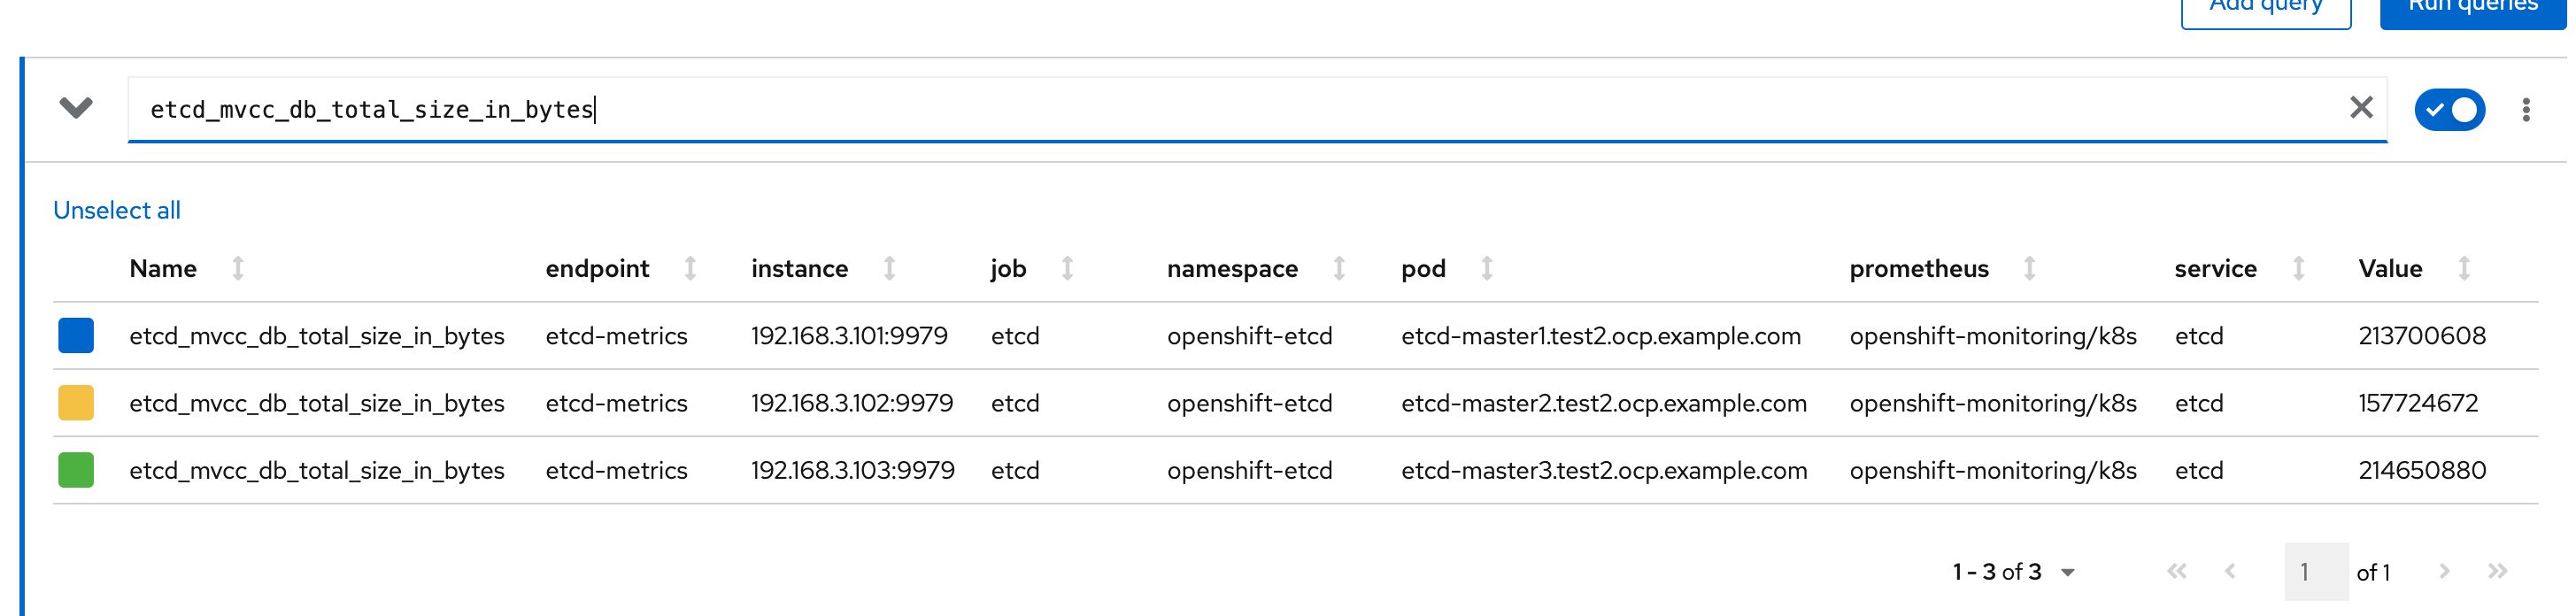 Add query Run queries
etcd_mvcc_db_total_size_in_bytes
Unselect all
Name endpoint instance job namespace pod prometheus service Value
etcd_mvcc_db_total_size_in_bytes etcd-metrics 192.168.3.101:9979 etcd openshift-etcd etcd-master1.test2.ocp.example.com openshift-monitoring/k8s etcd 213700608
etcd_mvcc_db_total_size_in_bytes etcd-metrics 192.168.3.102:9979 etcd openshift-etcd etcd-master2.test2.ocp.example.com openshift-monitoring/k8s etcd 157724672
etcd_mvcc_db_total_size_in_bytes etcd-metrics 192.168.3.103:9979 etcd openshift-etcd etcd-master3.test2.ocp.example.com openshift-monitoring/k8s etcd 214650880
1 - 3 of 3 1 of 1